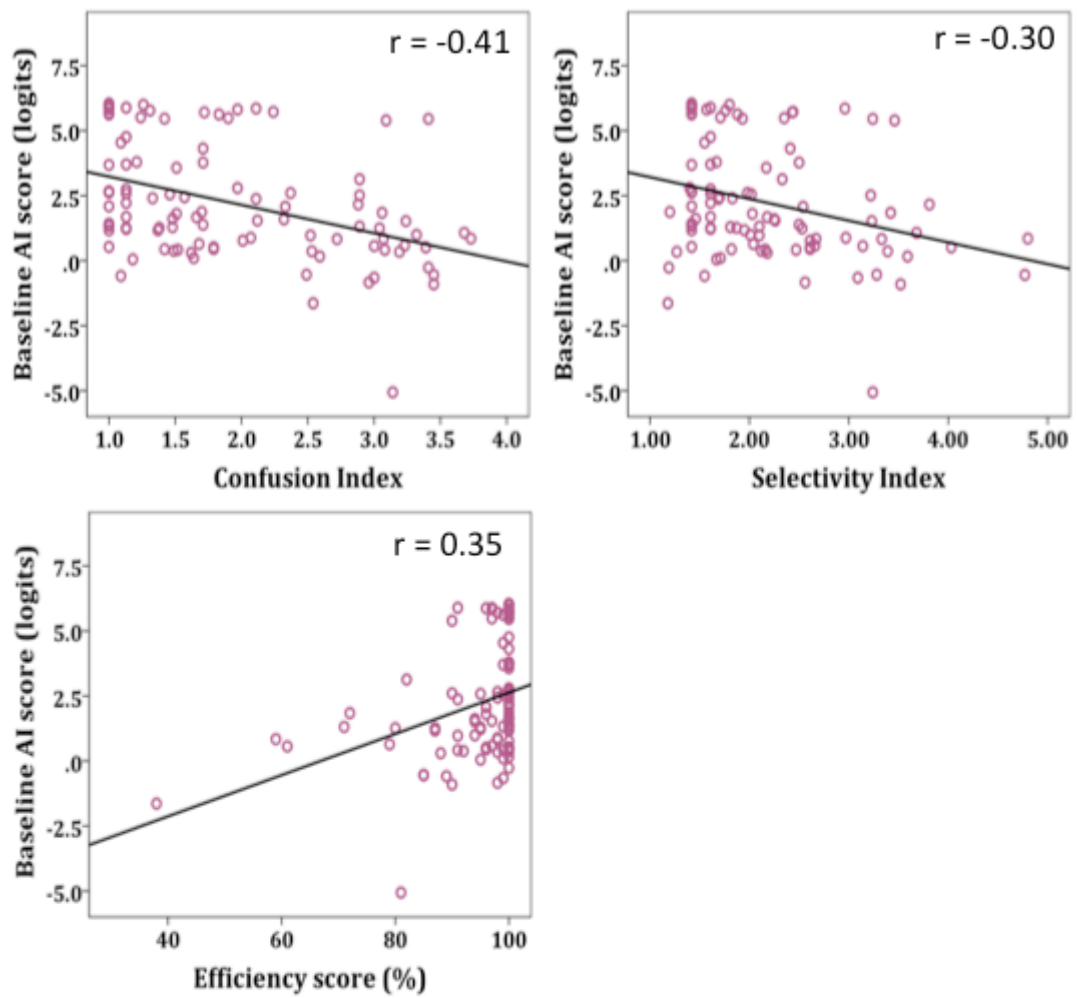 r = -0.41
Baseline AI score (logits)
7.5
5.0
2.5
.0
-2.5
-5.0
1.0 1.5 2.0 2.5 3.0 3.5 4.0
Confusion Index
r = -0.30
Baseline AI score (logits)
7.5
5.0
2.5
.0
-2.5
-5.0
1.00 2.00 3.00 4.00 5.00
Selectivity Index
r = 0.35
Baseline AI score (logits)
7.5
5.0
2.5
.0
-2.5
-5.0
40 60 80 100
Efficiency score (%)